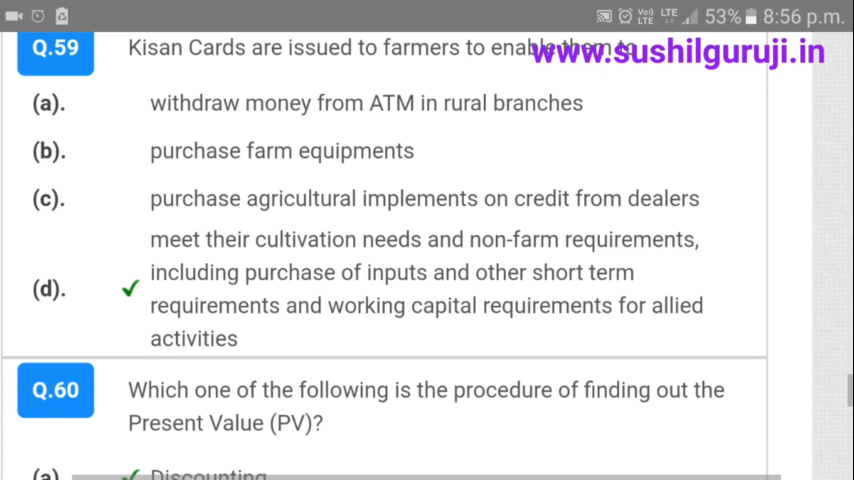 Vo)) LTE LTE 53% 8:56 p.m.
Q.59 Kisan Cards are issued to farmers to enable them to
www.sushilguruji.in
(a). withdraw money from ATM in rural branches
(b). purchase farm equipments
(c). purchase agricultural implements on credit from dealers
meet their cultivation needs and non-farm requirements,
including purchase of inputs and other short term
(d). ✓
requirements and working capital requirements for allied
activities
Q.60 Which one of the following is the procedure of finding out the
Present Value (PV)?
(a) ✓ Discounting